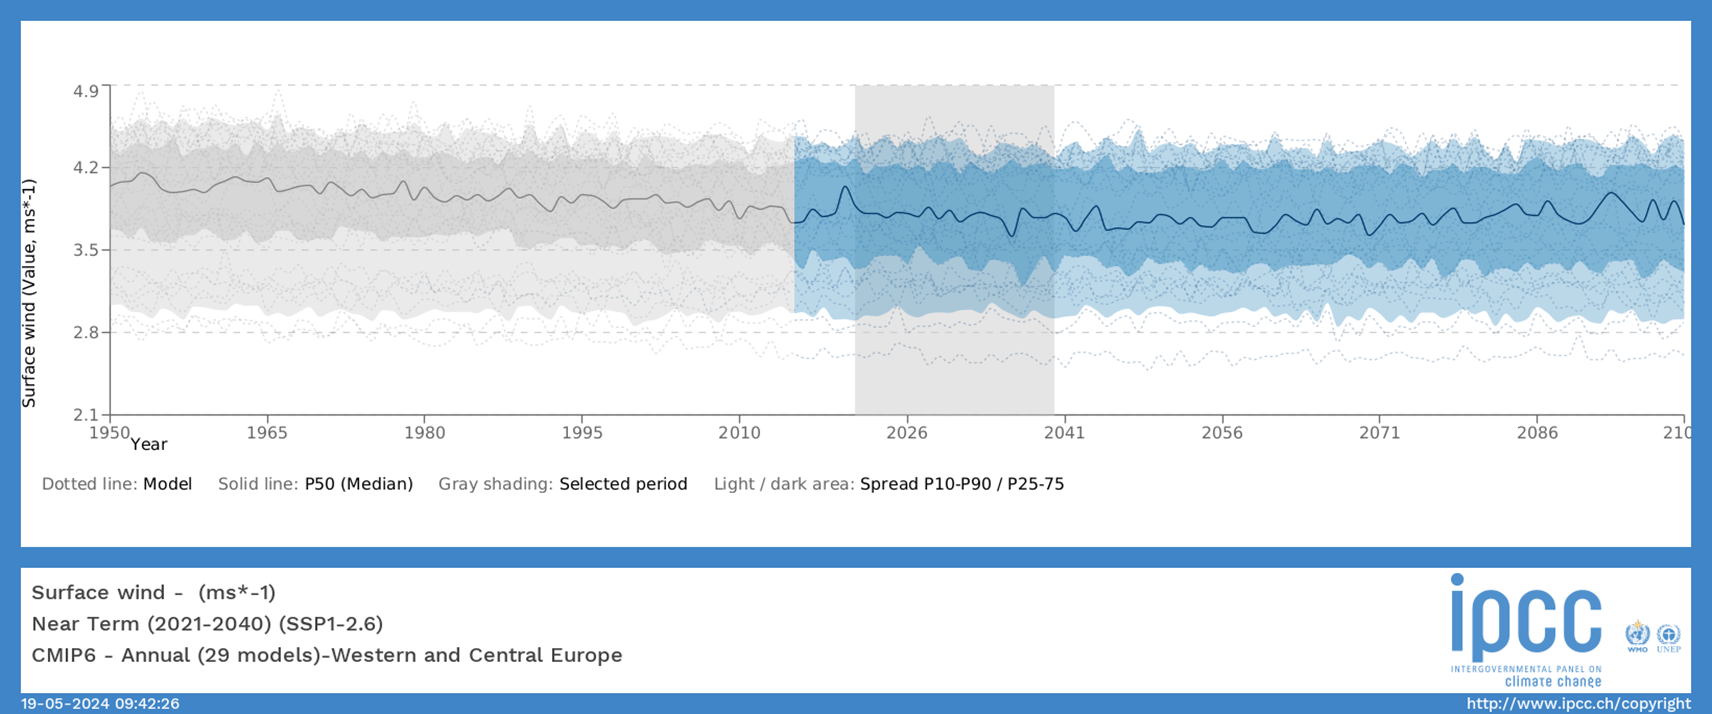 4.9
4.2
3.5
2.8
2.1
Surface wind (Value, ms*-1)
1950 1965 1980 1995 2010 2026 2041 2056 2071 2086 210
Year
Dotted line: Model Solid line: P50 (Median) Gray shading: Selected period Light / dark area: Spread P10-P90 / P25-75
Surface wind - (ms*-1)
Near Term (2021-2040) (SSP1-2.6)
CMIP6 - Annual (29 models)-Western and Central Europe
ipcc
INTERGOVERNMENTAL PANEL ON
climate change
WMO UNEP
19-05-2024 09:42:26
http://www.ipcc.ch/copyright